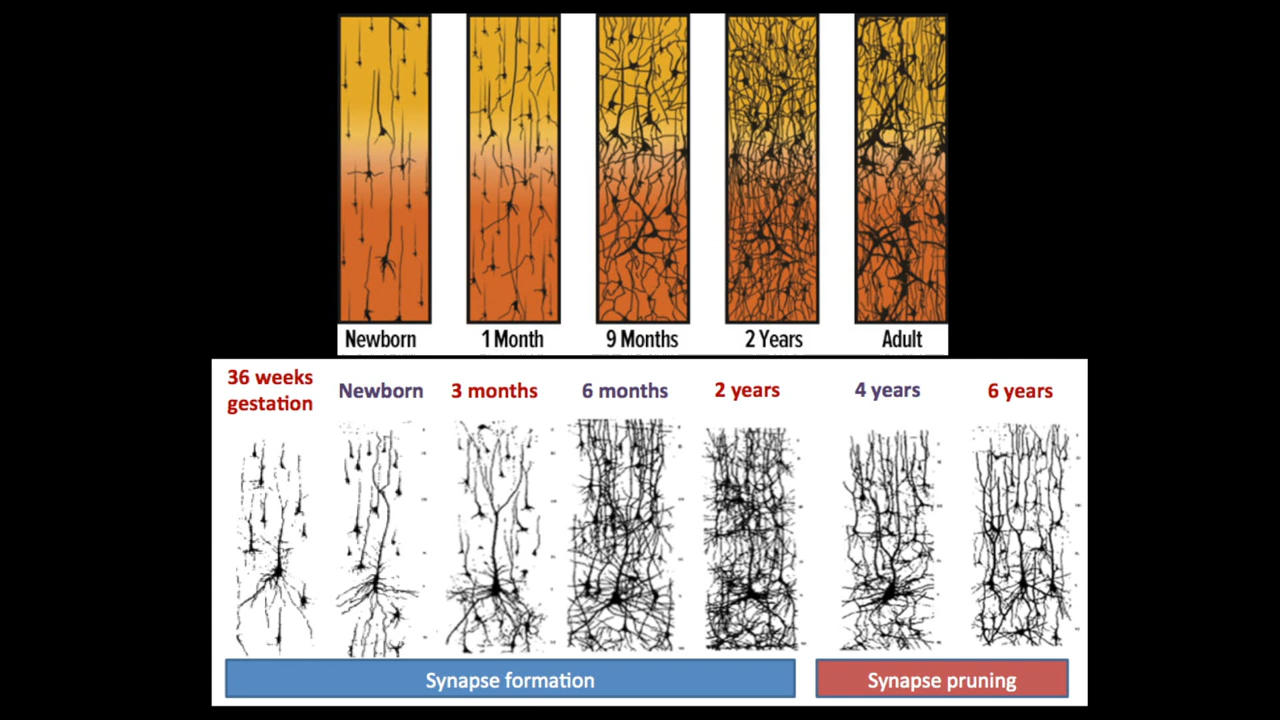 Newborn 1 Month 9 Months 2 Years Adult
36 weeks gestation
Newborn 3 months 6 months 2 years 4 years 6 years
Synapse formation Synapse pruning